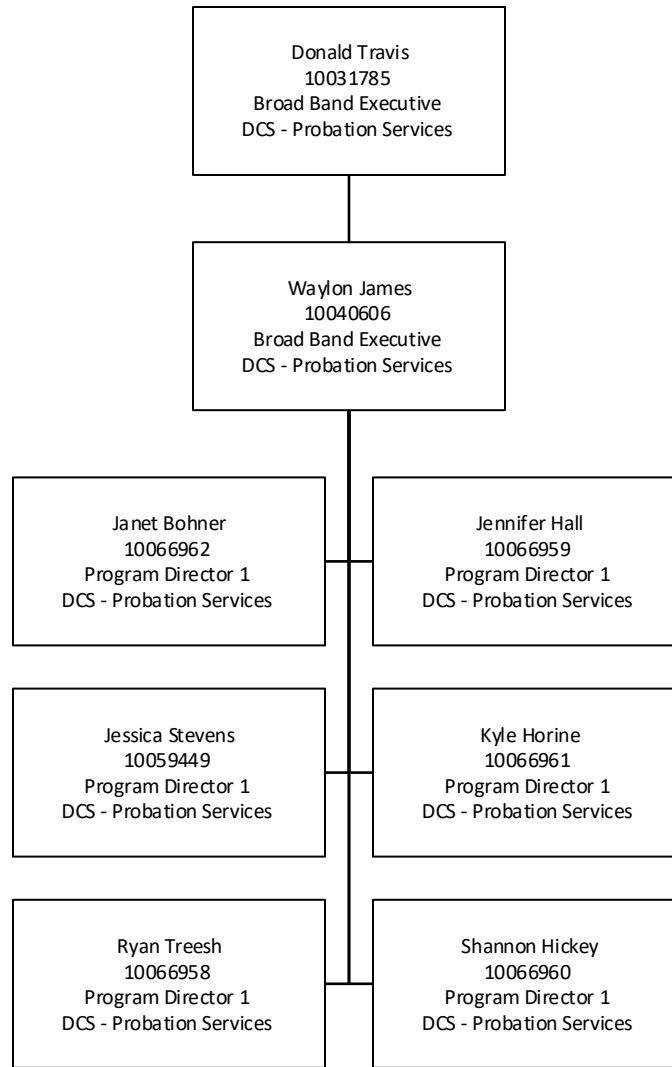 Donald Travis
10031785
Broad Band Executive
DCS - Probation Services
Waylon James
10040606
Broad Band Executive
DCS - Probation Services
Janet Bohner
10066962
Program Director 1
DCS - Probation Services
Jennifer Hall
10066959
Program Director 1
DCS - Probation Services
Jessica Stevens
10059449
Program Director 1
DCS - Probation Services
Kyle Horine
10066961
Program Director 1
DCS - Probation Services
Ryan Treesh
10066958
Program Director 1
DCS - Probation Services
Shannon Hickey
10066960
Program Director 1
DCS - Probation Services